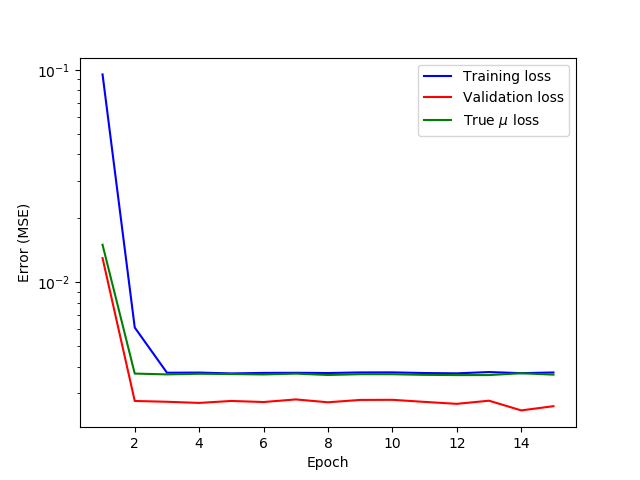 Training loss
Validation loss
True μ loss
Error (MSE)
10⁻¹
10⁻²
2 4 6 8 10 12 14
Epoch